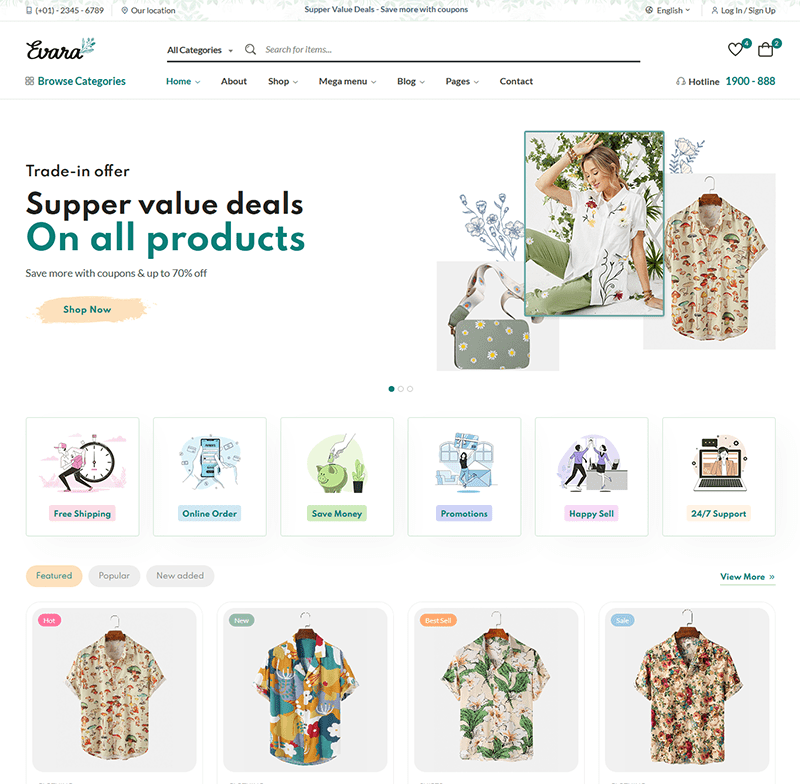 (+01) - 2345 - 6789
Our location
Supper Value Deals - Save more with coupons
English
Log In / Sign Up
Evara
All Categories
Search for items...
4
2
Browse Categories
Home
About
Shop
Mega menu
Blog
Pages
Contact
Hotline
1900 - 888
Trade-in offer
Supper value deals
On all products
Save more with coupons & up to 70% off
Shop Now
Free Shipping
Online Order
Save Money
Promotions
Happy Sell
24/7 Support
Featured
Popular
New added
View More »
Hot
New
Best Sell
Sale